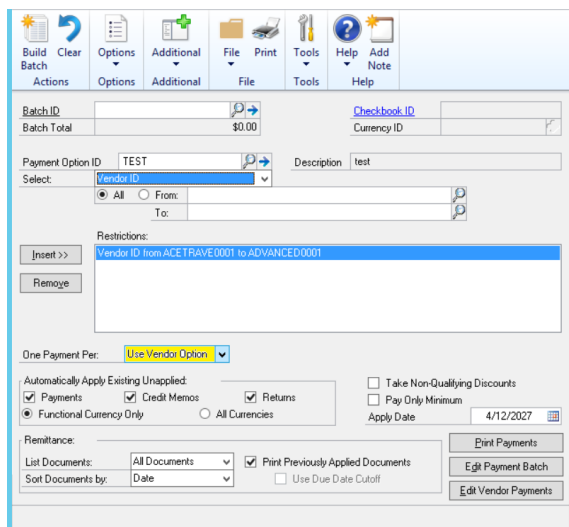 Build Batch Clear Options Additional File Print Tools Help Add Note
Actions Options Additional File Tools Help
Batch ID Checkbook ID
Batch Total $0.00 Currency ID
Payment Option ID TEST Description test
Select: Vendor ID
All From:
To:
Restrictions:
Insert >> Vendor ID from ACETRAVE0001 to ADVANCED0001
Remove
One Payment Per: Use Vendor Option
Automatically Apply Existing Unapplied: Take Non-Qualifying Discounts
Payments Credit Memos Returns Pay Only Minimum
Functional Currency Only All Currencies Apply Date 4/12/2027
Remittance: Print Payments
List Documents: All Documents Print Previously Applied Documents Edit Payment Batch
Sort Documents by: Date Use Due Date Cutoff Edit Vendor Payments